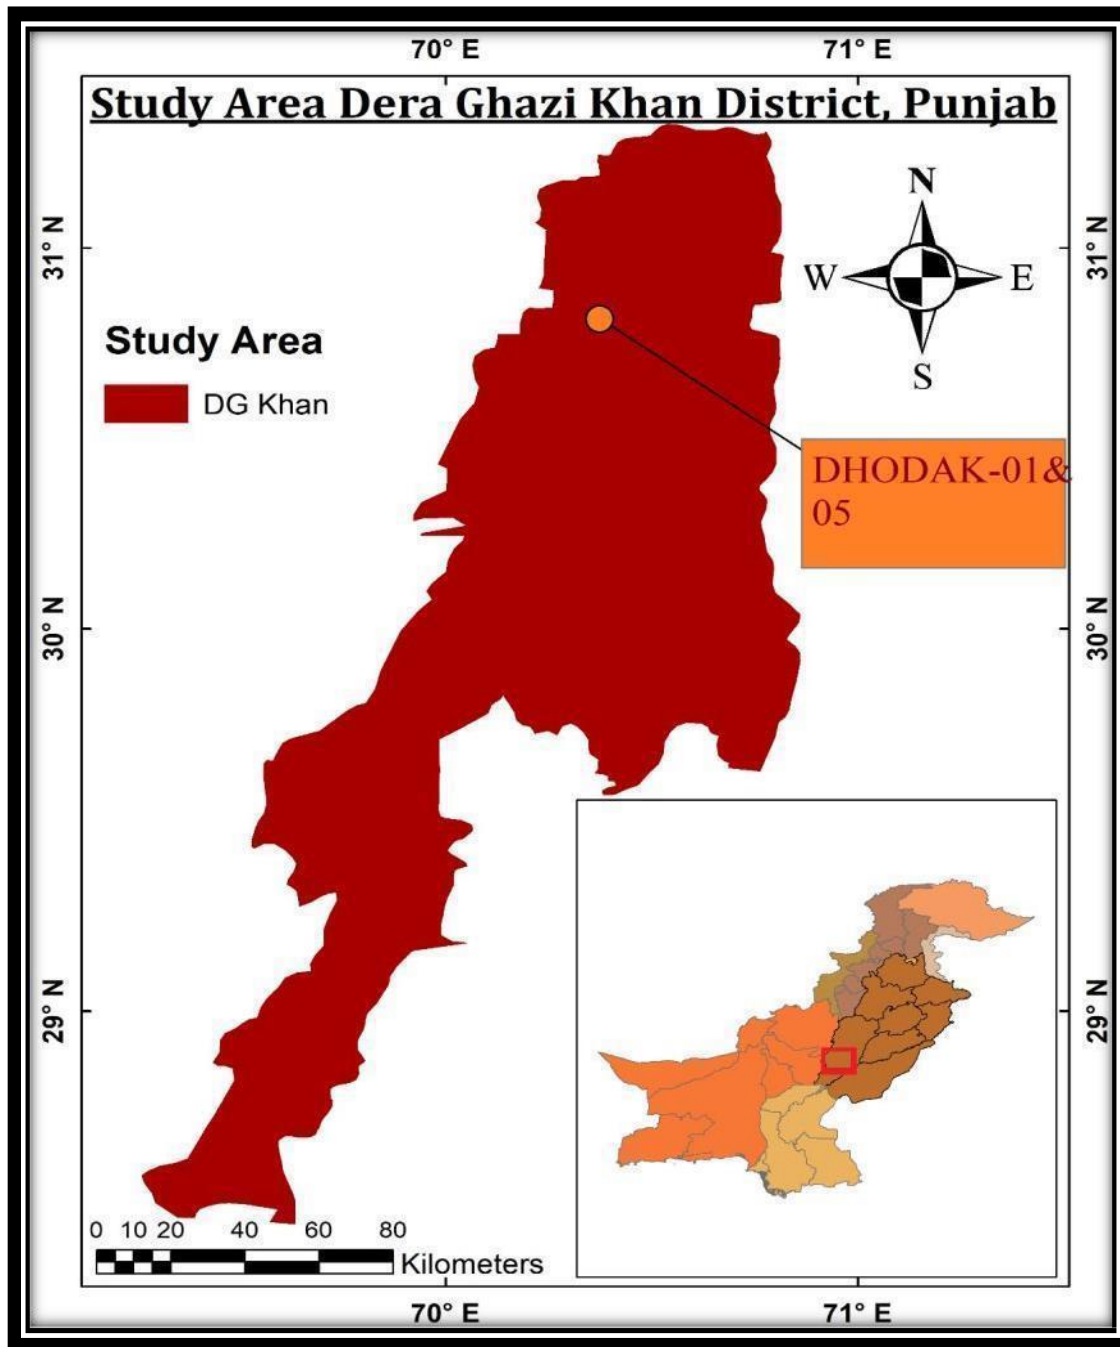 70° E 71° E
Study Area Dera Ghazi Khan District, Punjab
N
31° N 31° N
W E
S
Study Area
DG Khan
DHODAK-01&
05
30° N 30° N
29° N 29° N
0 10 20 40 60 80
Kilometers
70° E 71° E